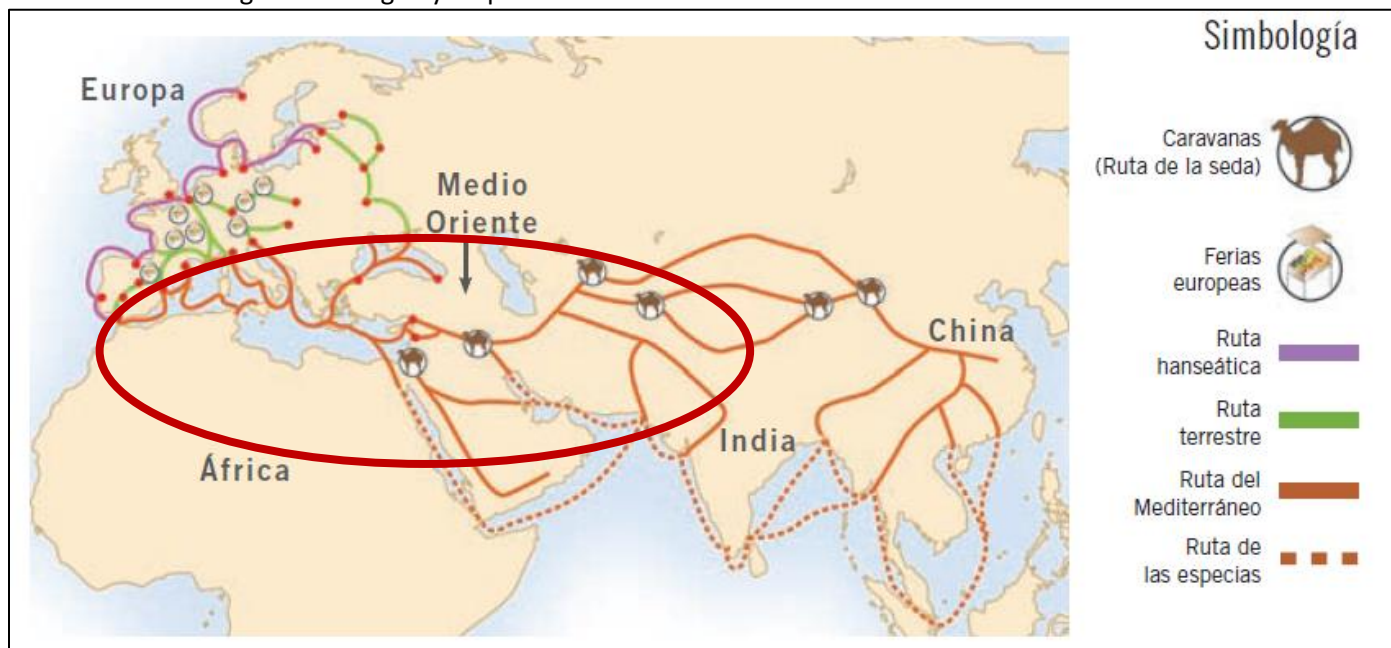 Europa
Medio
Oriente
China
India
África
Simbología
Caravanas
(Ruta de la seda)
Ferias
europeas
Ruta
hanseática
Ruta
terrestre
Ruta del
Mediterráneo
Ruta de
las especias